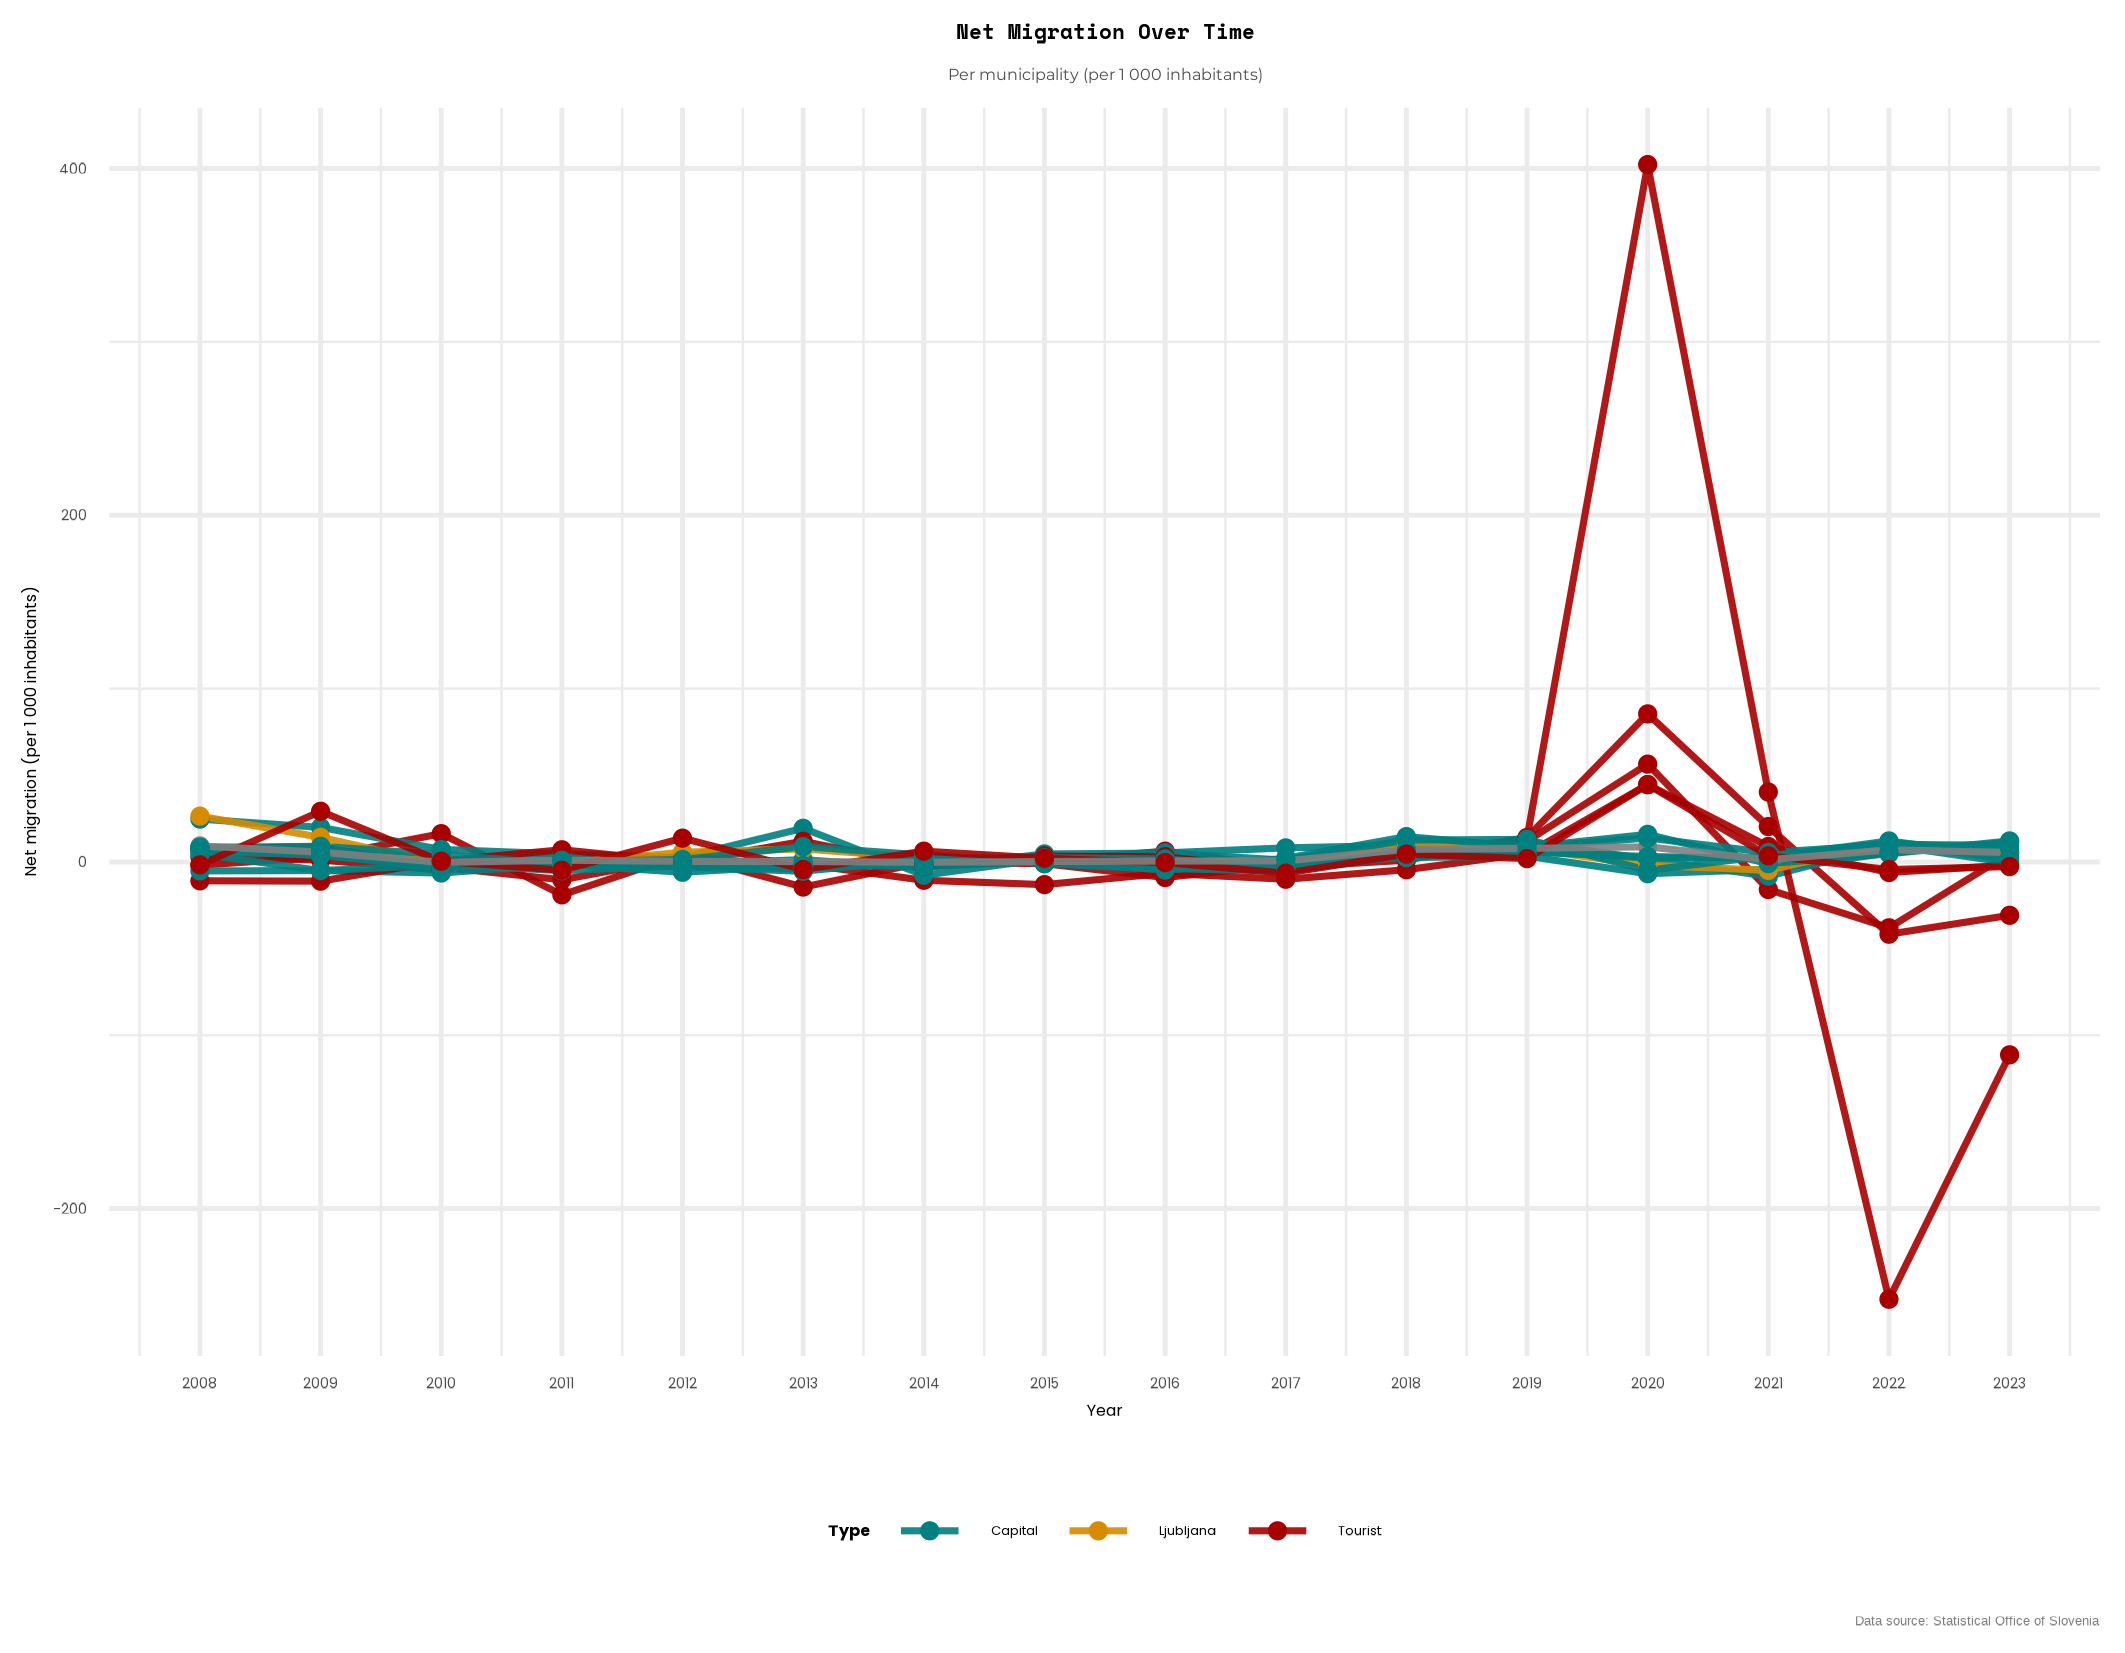 Net Migration Over Time
Per municipality (per 1 000 inhabitants)
Net migration (per 1 000 inhabitants)
400
200
0
-200
2008 2009 2010 2011 2012 2013 2014 2015 2016 2017 2018 2019 2020 2021 2022 2023
Year
Type Capital Ljubljana Tourist
Data source: Statistical Office of Slovenia